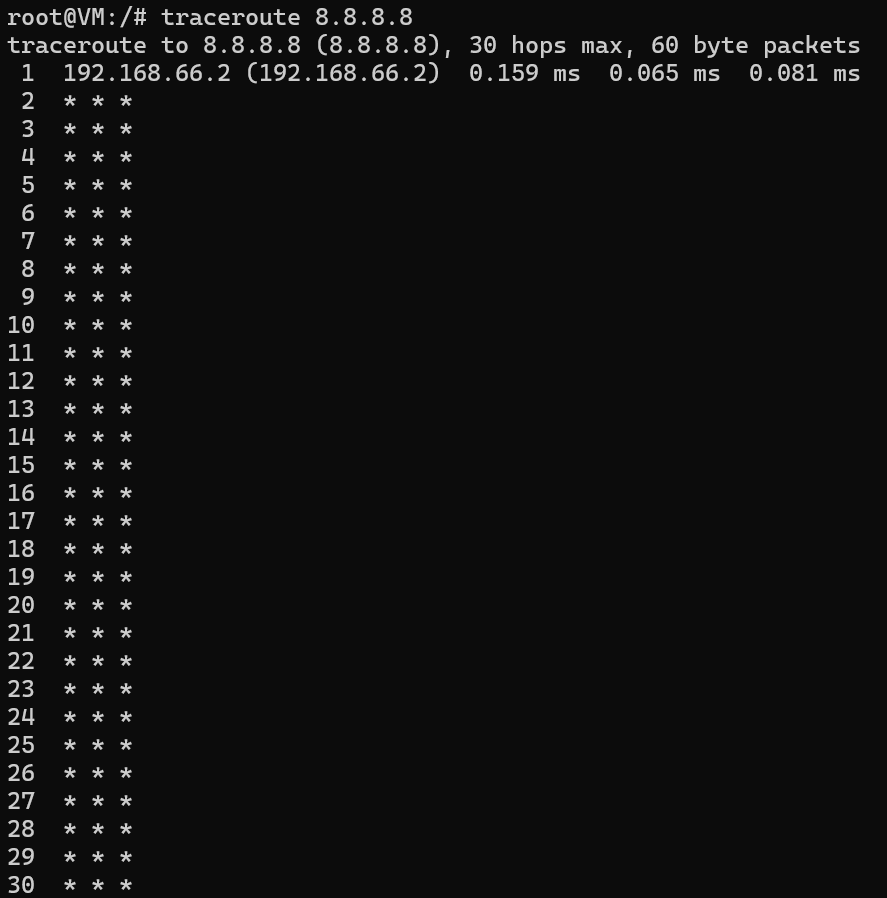 root@VM:/# traceroute 8.8.8.8
traceroute to 8.8.8.8 (8.8.8.8), 30 hops max, 60 byte packets
 1  192.168.66.2 (192.168.66.2)  0.159 ms  0.065 ms  0.081 ms
 2  * * *
 3  * * *
 4  * * *
 5  * * *
 6  * * *
 7  * * *
 8  * * *
 9  * * *
10  * * *
11  * * *
12  * * *
13  * * *
14  * * *
15  * * *
16  * * *
17  * * *
18  * * *
19  * * *
20  * * *
21  * * *
22  * * *
23  * * *
24  * * *
25  * * *
26  * * *
27  * * *
28  * * *
29  * * *
30  * * *